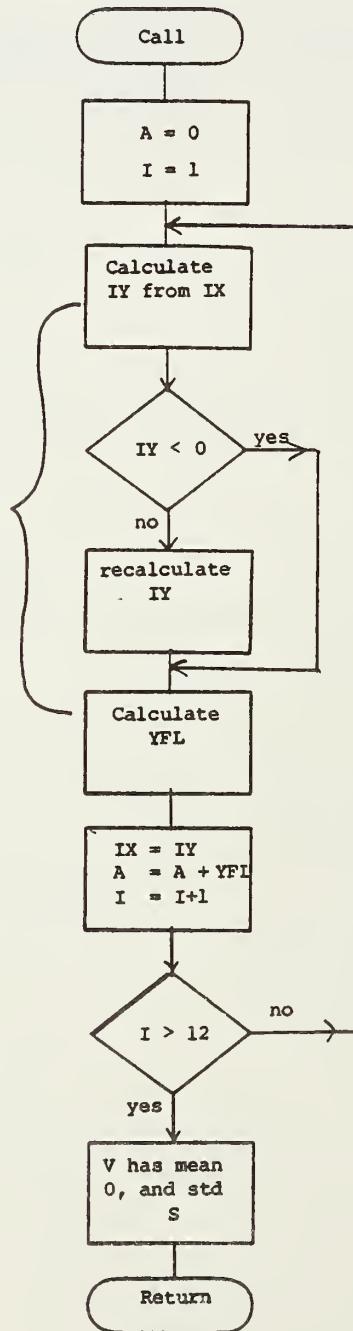 Call
A = 0
I = 1
Calculate
IY from IX
IY < 0
yes
no
recalculate
IY
Calculate
YFL
IX = IY
A = A + YFL
I = I+1
I > 12
no
yes
V has mean
0, and std
S
Return